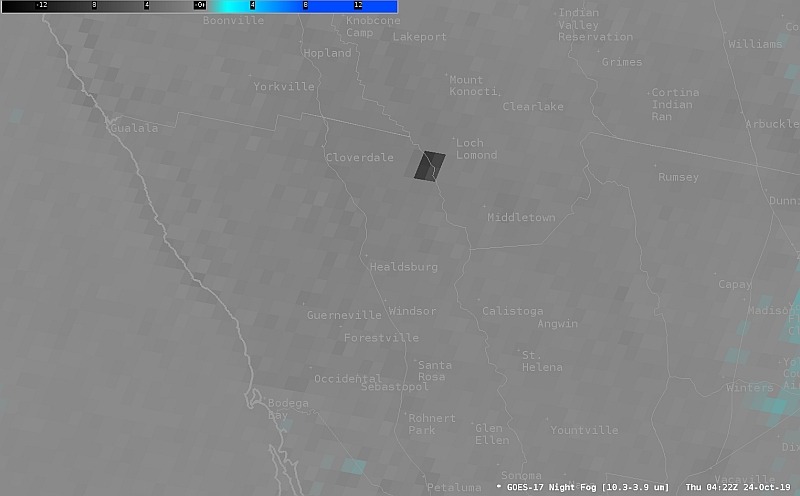 -12 8 4 -0+ 4 8 12
Boonville
Knobcone
Camp
Lakeport
Indian
Valley
Reservation
Williams
Hopland
Grimes
Yorkville
Mount
Konocti
Clearlake
Cortina
Indian
Ran
Arbuckle
Gualala
Loch
Lomond
Cloverdale
Rumsey
Dunn
Middletown
Healdsburg
Capay
Guerneville
Windsor
Calistoga
Angwin
Madiso
Forestville
St.
Helena
Santa
Rosa
Occidental
Sebastopol
Winters
Bodega
Bay
Rohnert
Park
Glen
Ellen
Yountville
Sonoma
Vacaville
Petaluma
* GOES-17 Night Fog [10.3-3.9 um] Thu 04:22Z 24-Oct-19